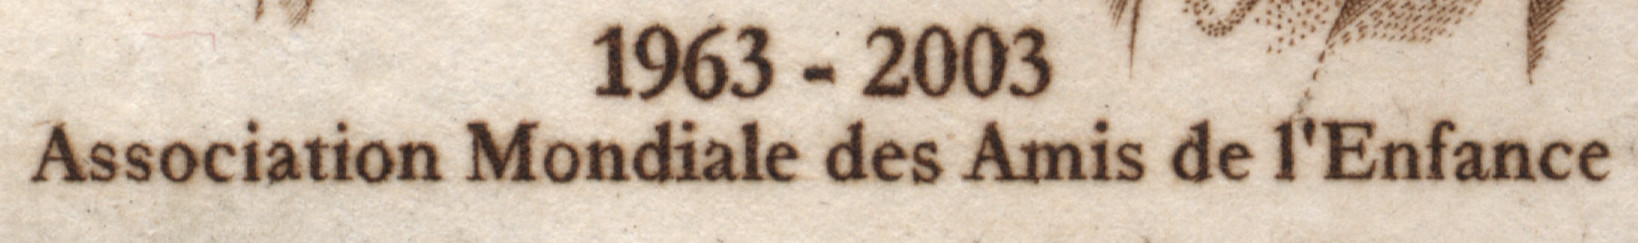 1963 - 2003
Association Mondiale des Amis de l'Enfance